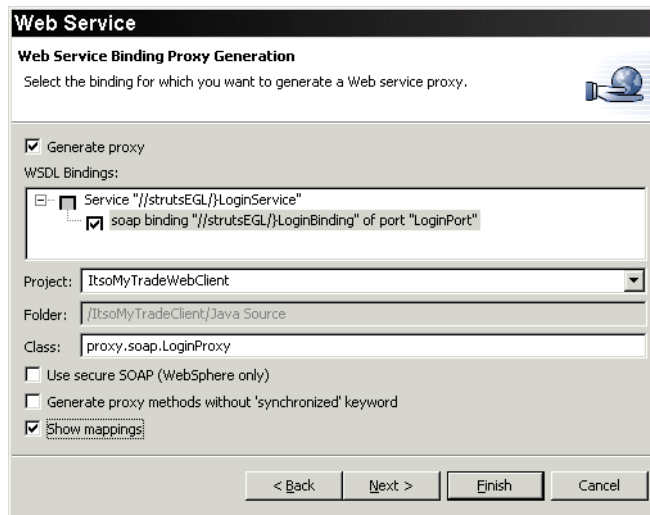 Web Service
Web Service Binding Proxy Generation
Select the binding for which you want to generate a Web service proxy.
Generate proxy
WSDL Bindings:
Service "//strutsEGL/}LoginService"
soap binding "//strutsEGL/}LoginBinding" of port "LoginPort"
Project: ItsoMyTradeWebClient
Folder: /ItsoMyTradeClient/Java Source
Class: proxy.soap.LoginProxy
Use secure SOAP (WebSphere only)
Generate proxy methods without 'synchronized' keyword
Show mappings
< Back Next > Finish Cancel